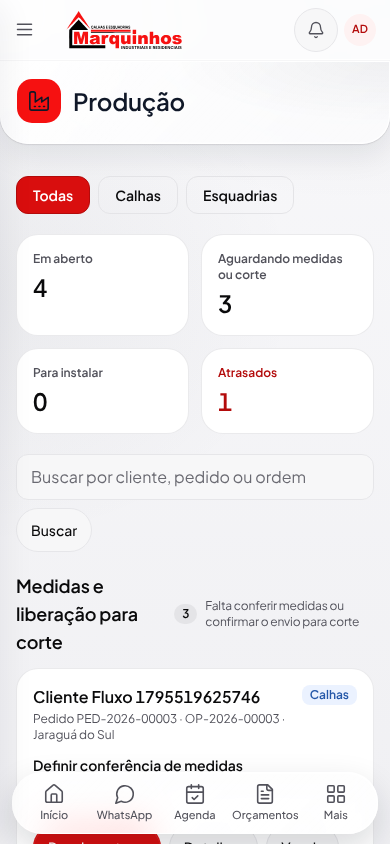 CALHAS E ESQUADRIAS
Marquinhos
INDUSTRIAIS E RESIDENCIAIS
AD
Produção
Todas
Calhas
Esquadrias
Em aberto
4
Aguardando medidas
ou corte
3
Para instalar
0
Atrasados
1
Buscar por cliente, pedido ou ordem
Buscar
Medidas e
liberação para
corte
3
Falta conferir medidas ou
confirmar o envio para corte
Cliente Fluxo 1795519625746
Calhas
Pedido PED-2026-00003 · OP-2026-00003 ·
Jaraguá do Sul
Definir conferência de medidas
Início
WhatsApp
Agenda
Orçamentos
Mais